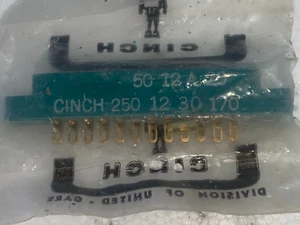 CINCH
50 12 A
CINCH 250 12 30 170
CINCH
DIVISION OF UNITED - CARR